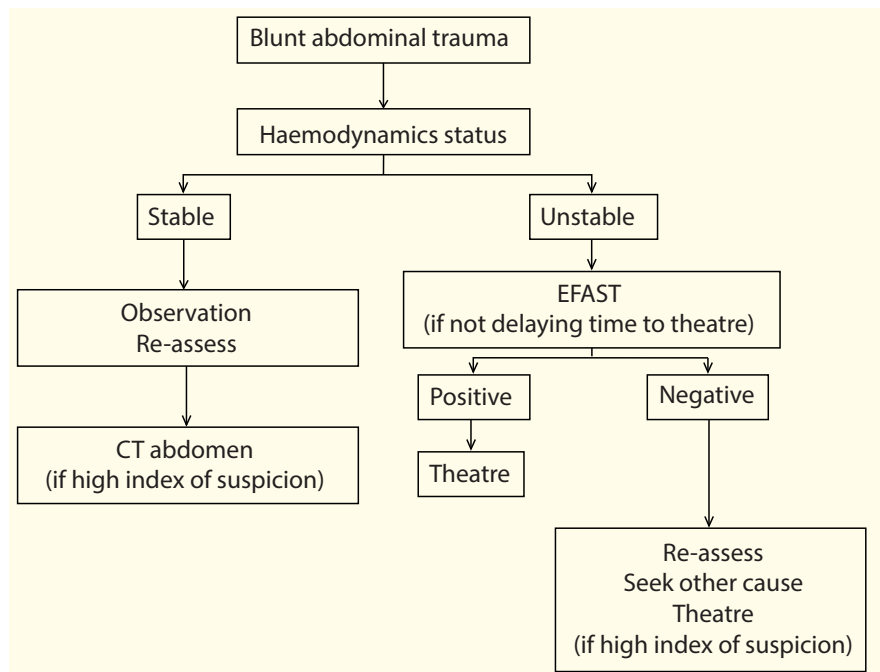 Blunt abdominal trauma
Haemodynamics status
Stable
Unstable
Observation
Re-assess
EFAST
(if not delaying time to theatre)
Positive
Negative
CT abdomen
(if high index of suspicion)
Theatre
Re-assess
Seek other cause
Theatre
(if high index of suspicion)